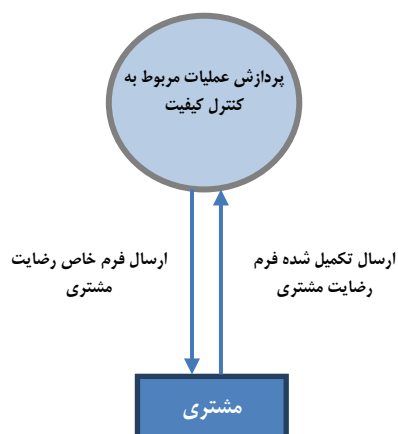 پردازش عملیات مربوط به
کنترل کیفیت
ارسال تکمیل شده فرم
رضایت مشتری
ارسال فرم خاص رضایت
مشتری
مشتری